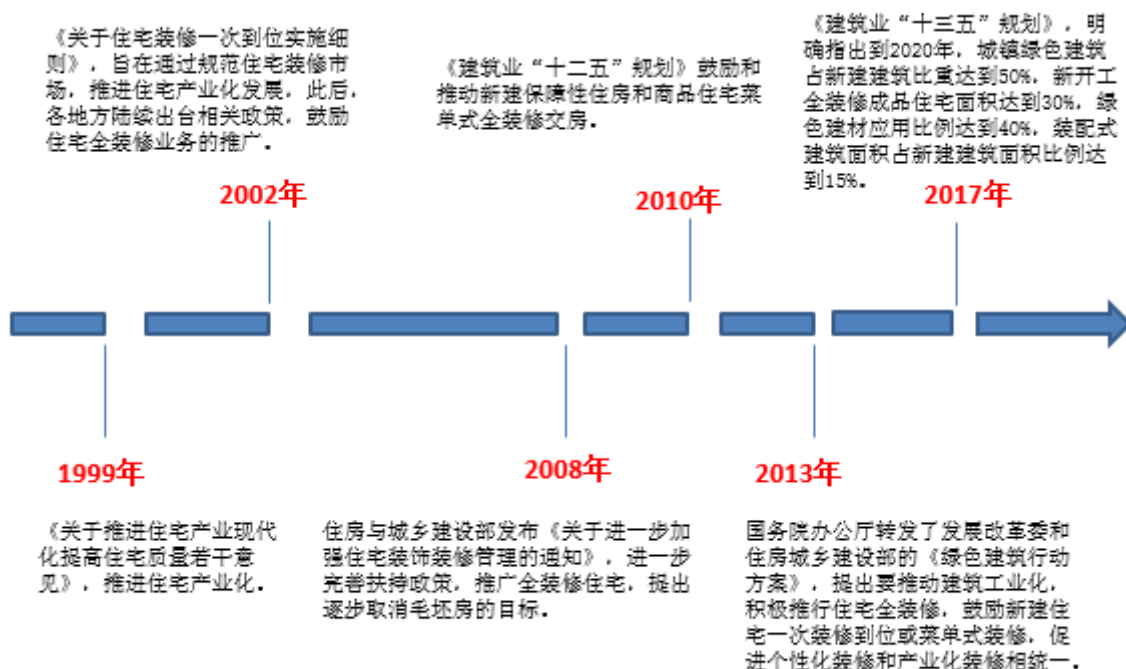 《关于住宅装修一次到位实施细
则》，旨在通过规范住宅装修市
场，推进住宅产业化发展，此后，
各地方陆续出台相关政策，鼓励
住宅全装修业务的推广。
2002年
《建筑业“十二五”规划》鼓励和
推动新建保障性住房和商品住宅菜
单式全装修交房。
2010年
《建筑业“十三五”规划》，明
确指出到2020年，城镇绿色建筑
占新建建筑比重达到50%，新开工
全装修成品住宅面积达到30%，绿
色建材应用比例达到40%，装配式
建筑面积占新建建筑面积比例达
到15%。
2017年
1999年
《关于推进住宅产业现代
化提高住宅质量若干意
见》，推进住宅产业化。
2008年
住房与城乡建设部发布《关于进一步加
强住宅装饰装修管理的通知》，进一步
完善扶持政策，推广全装修住宅，提出
逐步取消毛坯房的目标。
2013年
国务院办公厅转发了发展改革委和
住房城乡建设部的《绿色建筑行动
方案》，提出要推动建筑工业化，
积极推行住宅全装修，鼓励新建住
宅一次装修到位或菜单式装修，促
进个性化装修和产业化装修相统一。